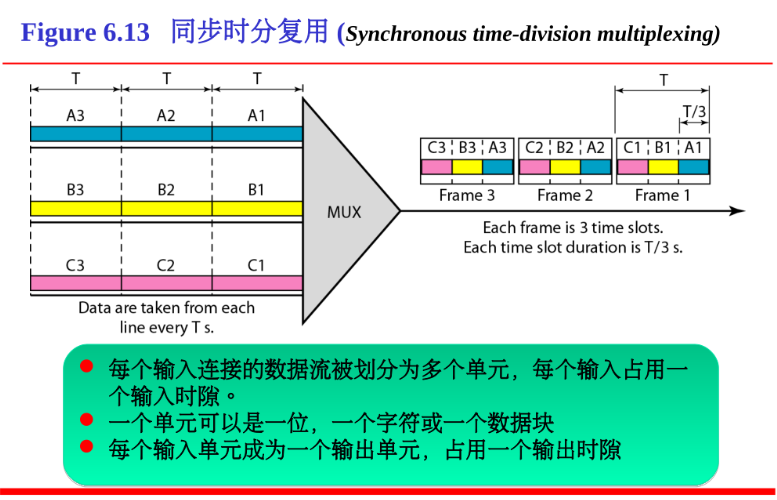 Figure 6.13 同步时分复用 (Synchronous time-division multiplexing)
T T T
T
A3 A2 A1
T/3
C3 B3 A3 C2 B2 A2 C1 B1 A1
B3 B2 B1
Frame 3 Frame 2 Frame 1
MUX
Each frame is 3 time slots.
Each time slot duration is T/3 s.
C3 C2 C1
Data are taken from each
line every T s.
每个输入连接的数据流被划分为多个单元，每个输入占用一
个输入时隙。
一个单元可以是一位，一个字符或一个数据块
每个输入单元成为一个输出单元，占用一个输出时隙